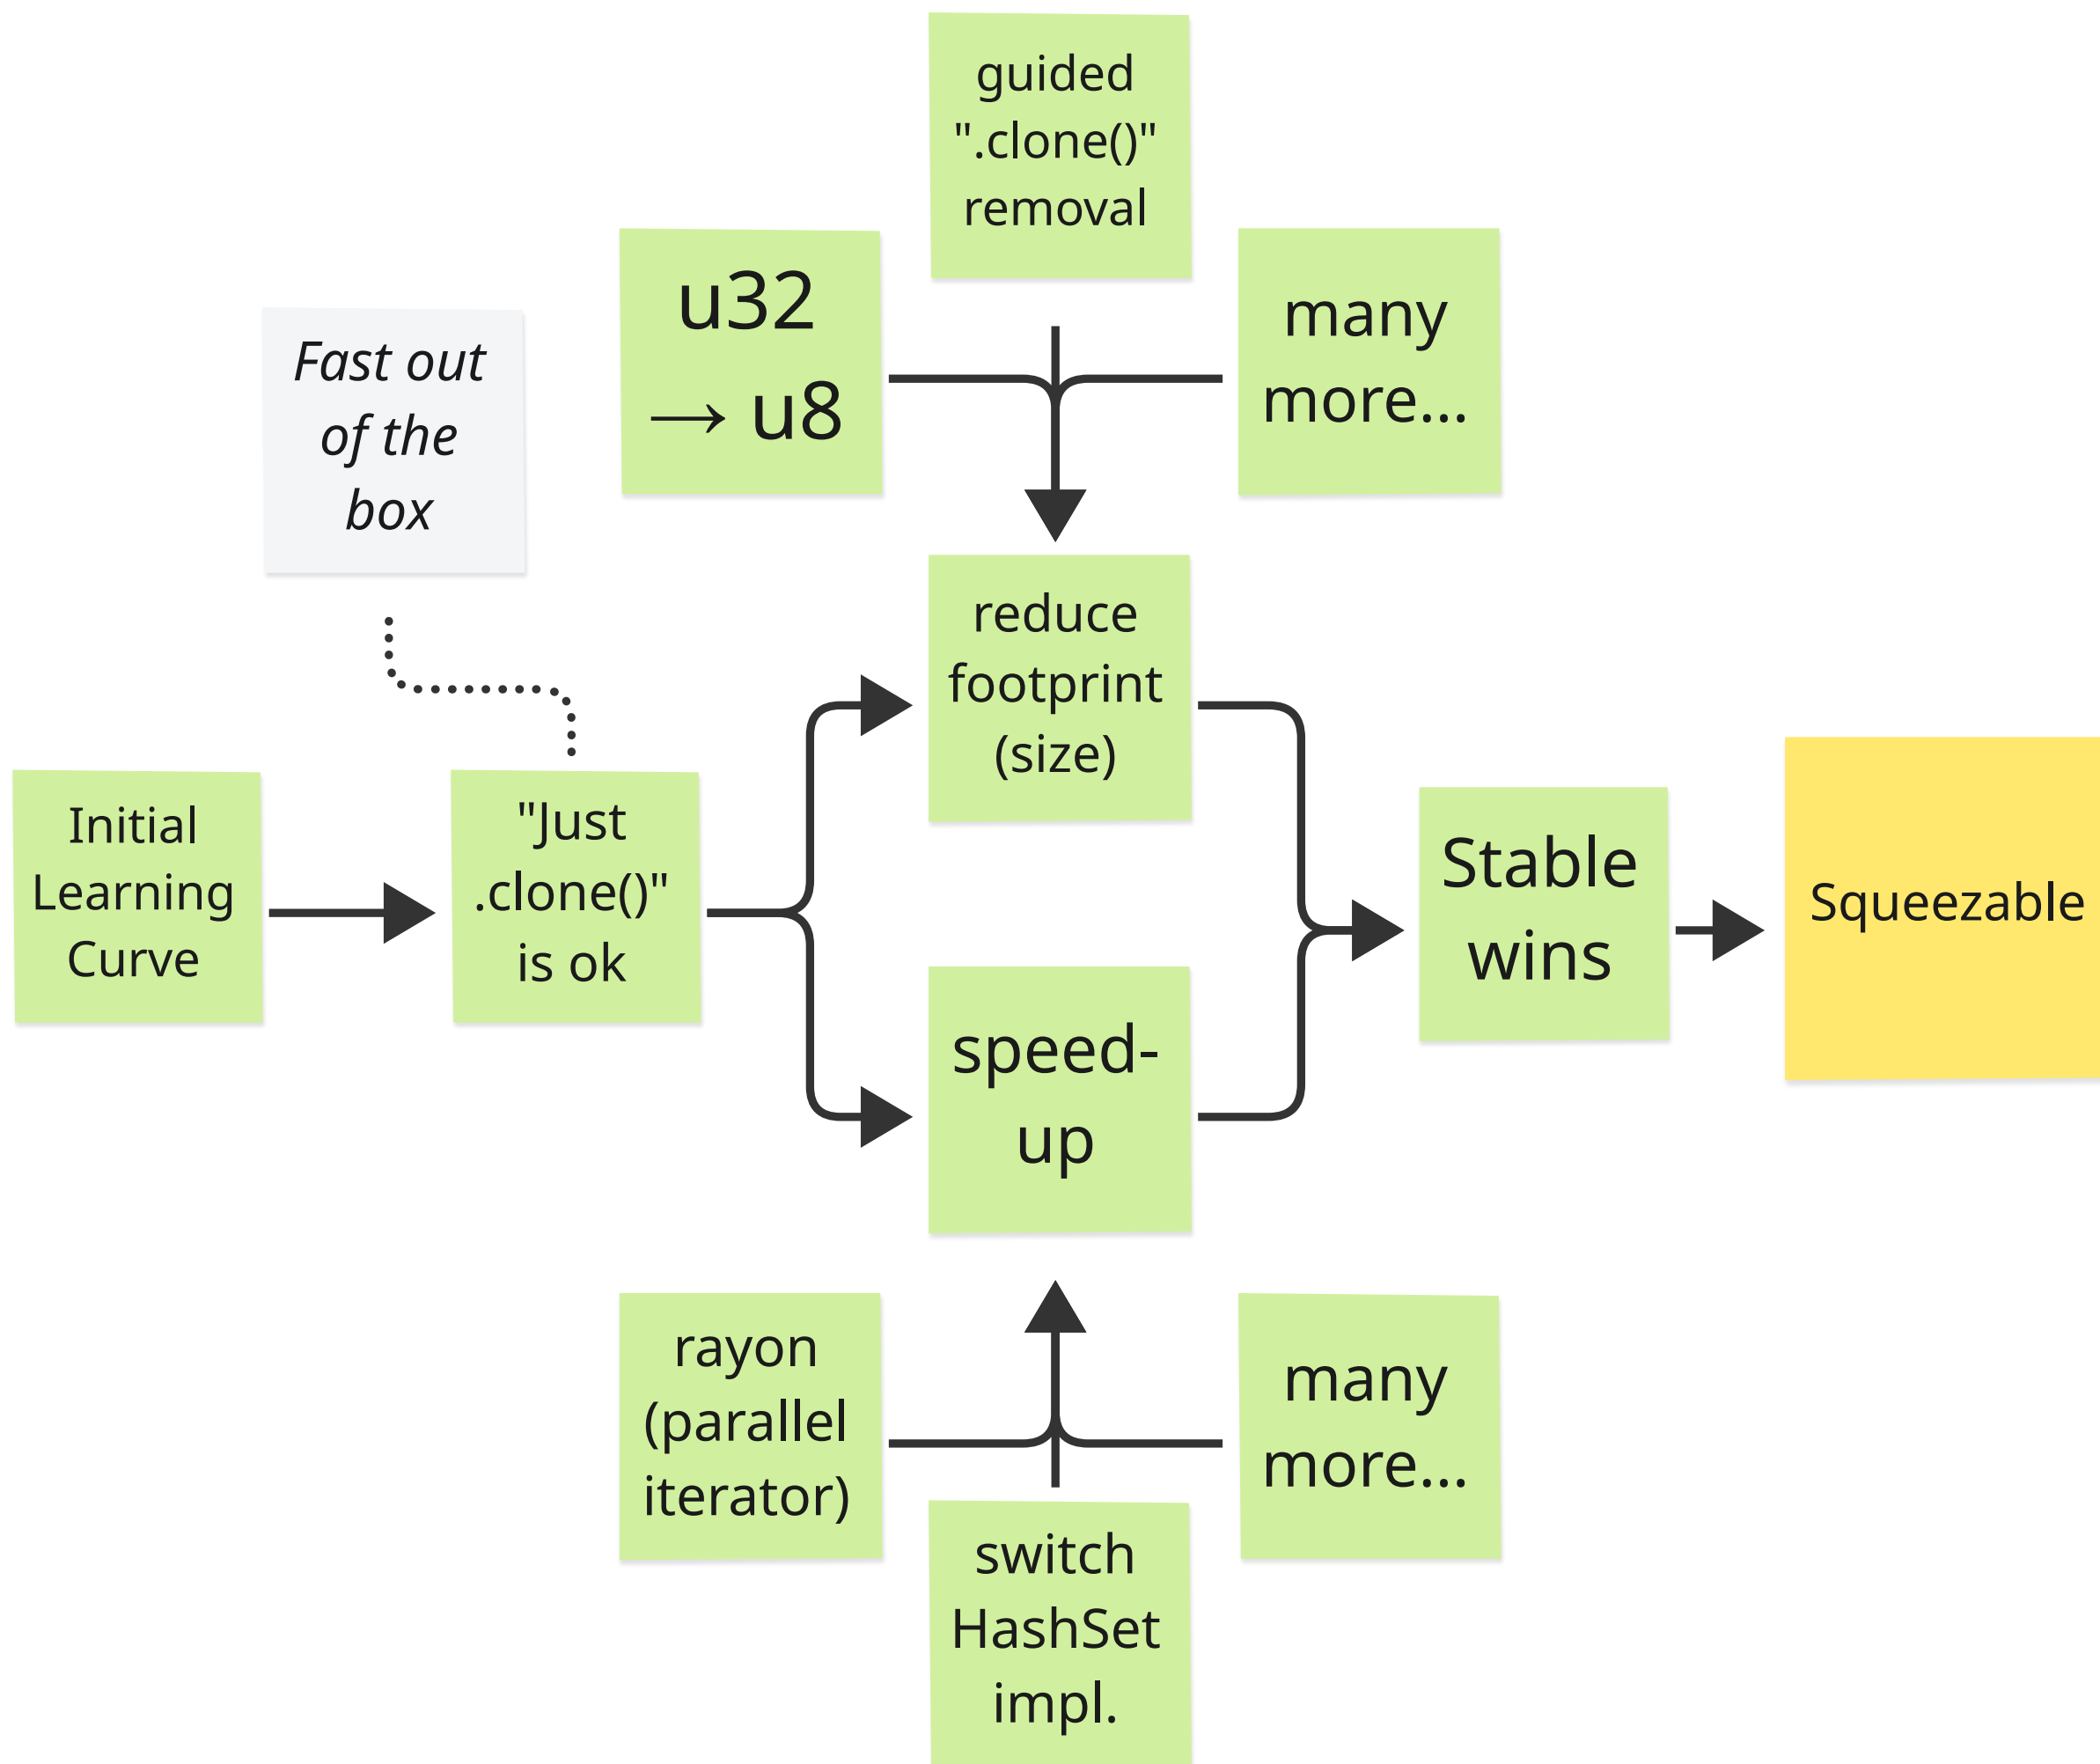 guided
".clone()"
removal
u32
→ u8
many
more...
Fast out
of the
box
reduce
footprint
(size)
Initial
Learning
Curve
"Just
.clone()"
is ok
Stable
wins
Squeezable
speed-
up
rayon
(parallel
iterator)
many
more...
switch
HashSet
impl.